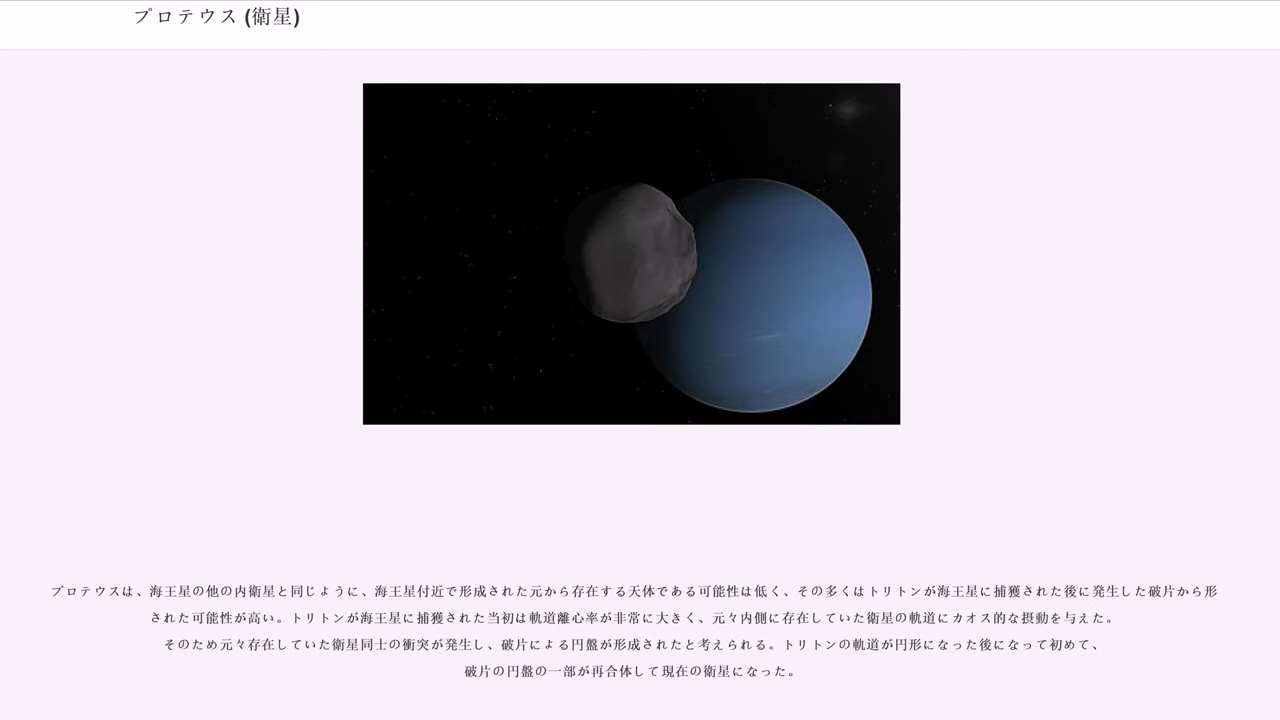 プロテウス (衛星)
プロテウスは、海王星の他の内衛星と同じように、海王星付近で形成された元から存在する天体である可能性は低く、その多くはトリトンが海王星に捕獲された後に発生した破片から形
された可能性が高い。トリトンが海王星に捕獲された当初は軌道離心率が非常に大きく、元々内側に存在していた衛星の軌道にカオス的な摂動を与えた。
そのため元々存在していた衛星同士の衝突が発生し、破片による円盤が形成されたと考えられる。トリトンの軌道が円形になった後になって初めて、
破片の円盤の一部が再合体して現在の衛星になった。